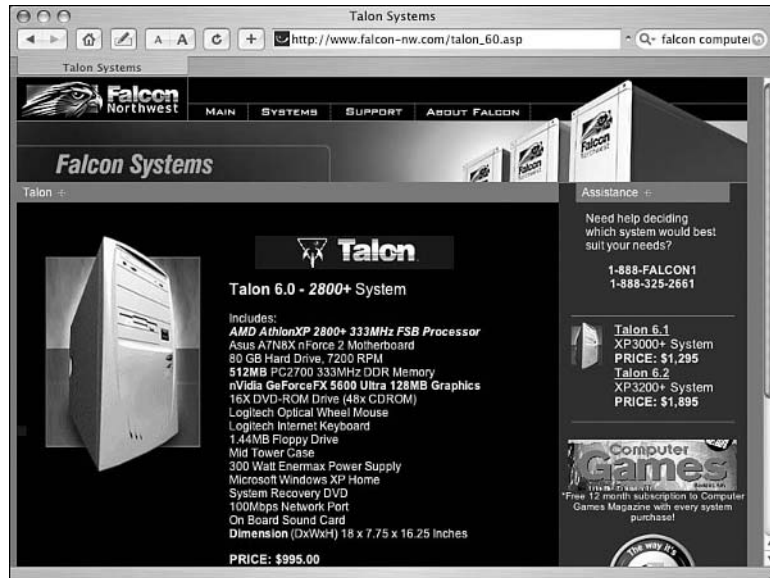 Talon Systems
A A
http://www.falcon-nw.com/talon_60.asp
falcon computer
Talon Systems
Falcon
Northwest
MAIN
SYSTEMS
SUPPORT
ABOUT FALCON
Falcon
Falcon
Falcon Systems
Talon
Talon
Talon 6.0 - 2800+ System
Includes:
AMD AthlonXP 2800+ 333MHz FSB Processor
Asus A7N8X nForce 2 Motherboard
80 GB Hard Drive, 7200 RPM
512MB PC2700 333MHz DDR Memory
nVidia GeForceFX 5600 Ultra 128MB Graphics
16X DVD-ROM Drive (48x CDROM)
Logitech Optical Wheel Mouse
Logitech Internet Keyboard
1.44MB Floppy Drive
Mid Tower Case
300 Watt Enermax Power Supply
Microsoft Windows XP Home
System Recovery DVD
100Mbps Network Port
On Board Sound Card
Dimension (DxWxH) 18 x 7.75 x 16.25 Inches
PRICE: $995.00
Assistance
Need help deciding
which system would best
suit your needs?
1-888-FALCON1
1-888-325-2661
Talon 6.1
XP3000+ System
PRICE: $1,295
Talon 6.2
XP3200+ System
PRICE: $1,895
Computer
Games
*Free 12 month subscription to Computer
Games Magazine with every system
purchase!
The way it's